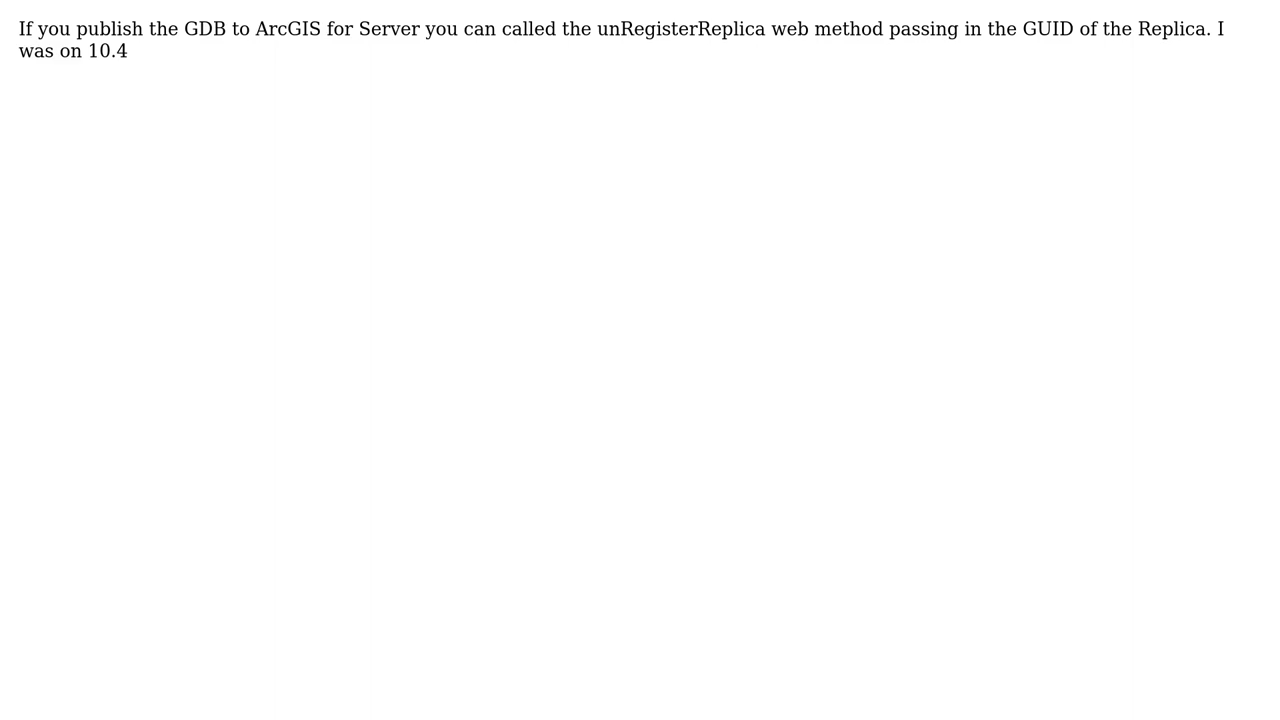 If you publish the GDB to ArcGIS for Server you can called the unRegisterReplica web method passing in the GUID of the Replica. I
was on 10.4